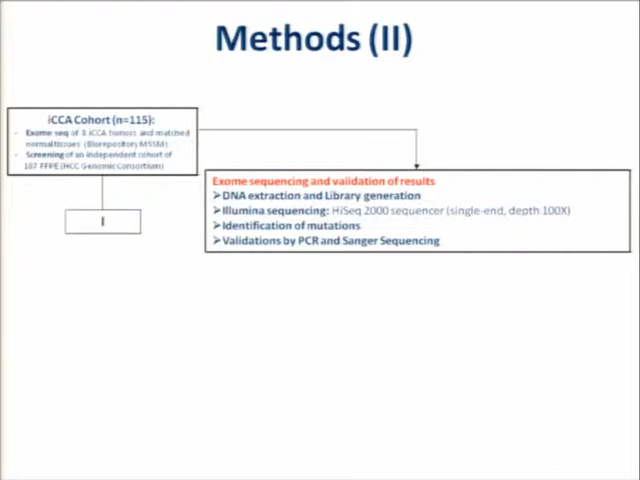 Methods (II)
iCCA Cohort (n=115):
- Exome seq of 8 iCCA tumors and matched
normal tissues (Biorepository MSSM)
- Screening of an independent cohort of
107 FFPE (HCC Genomic Consortium)
I
Exome sequencing and validation of results
➢DNA extraction and Library generation
➢Illumina sequencing: HiSeq 2000 sequencer (single-end, depth 100X)
➢Identification of mutations
➢Validations by PCR and Sanger Sequencing